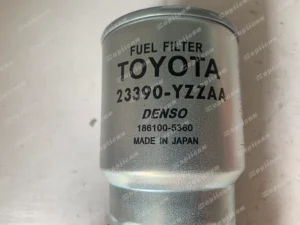 FUEL FILTER
TOYOTA
23390-YZZAA
DENSO
186100-5360
MADE IN JAPAN